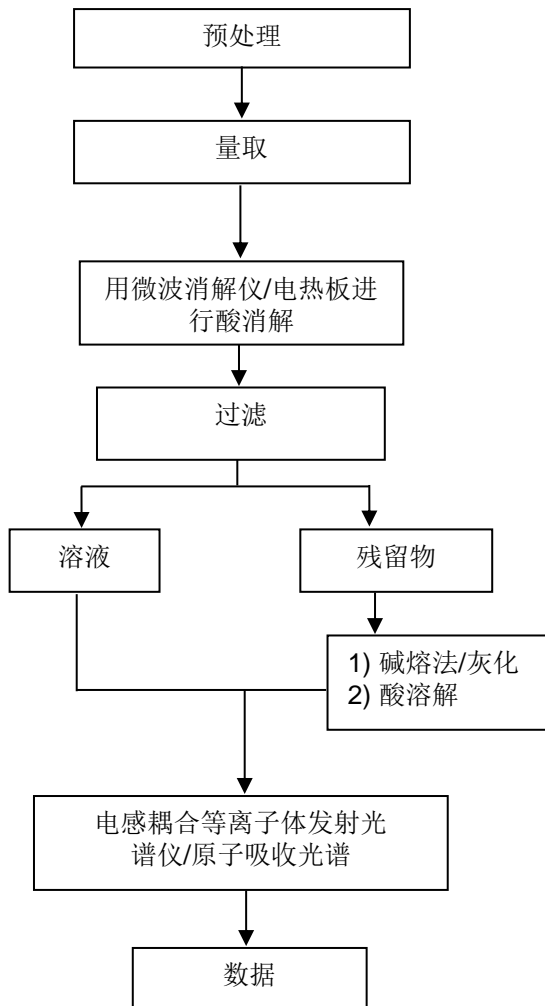 预处理
量取
用微波消解仪/电热板进
行酸消解
过滤
溶液
残留物
1) 碱熔法/灰化
2) 酸溶解
电感耦合等离子体发射光
谱仪/原子吸收光谱
数据